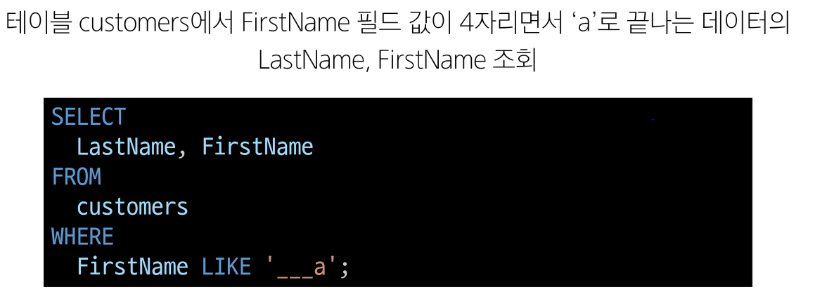 테이블 customers에서 FirstName 필드 값이 4자리면서 ‘a’로 끝나는 데이터의
LastName, FirstName 조회
SELECT
  LastName, FirstName
FROM
  customers
WHERE
  FirstName LIKE '___a';